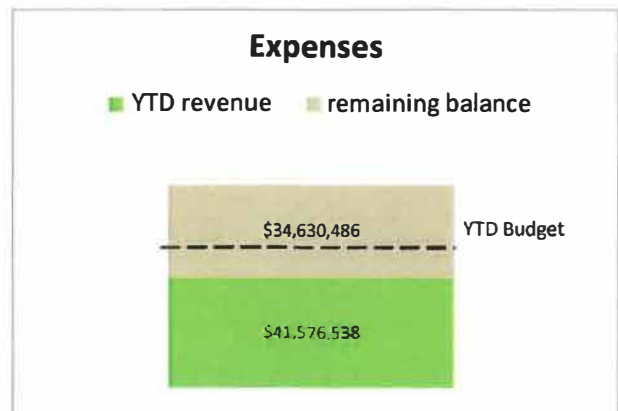 Expenses
YTD revenue remaining balance
$34,630,486 YTD Budget
$41,576,538